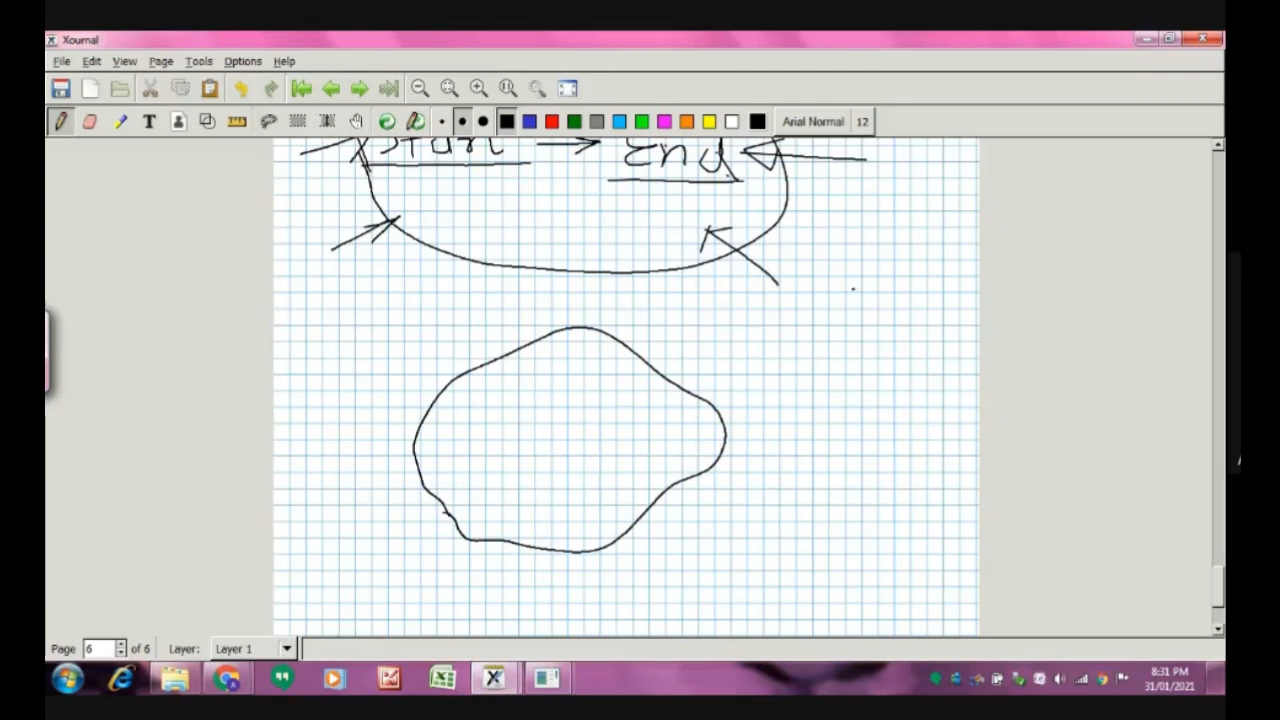 Xournal
File Edit View Page Tools Options Help
T Arial Normal 12
Start → End
Page 6 of 6 Layer: Layer 1
8:31 PM
31/01/2021